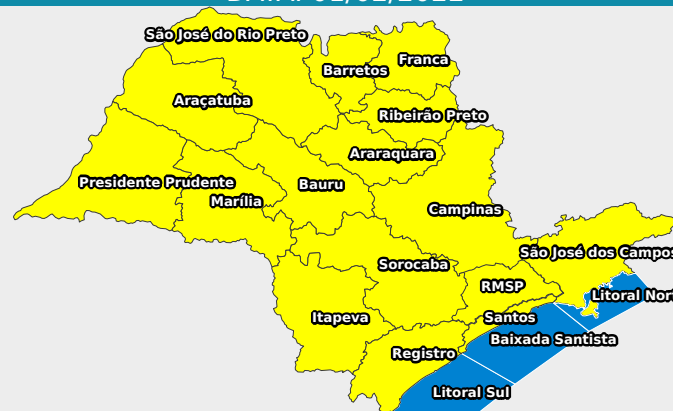 São José do Rio Preto
Franca
Barretos
Araçatuba
Ribeirão Preto
Araraquara
Presidente Prudente
Bauru
Marília
Campinas
São José dos Campos
Sorocaba
RMSP
Litoral Nort
Itapeva
Santos
Baixada Santista
Registro
Litoral Sul